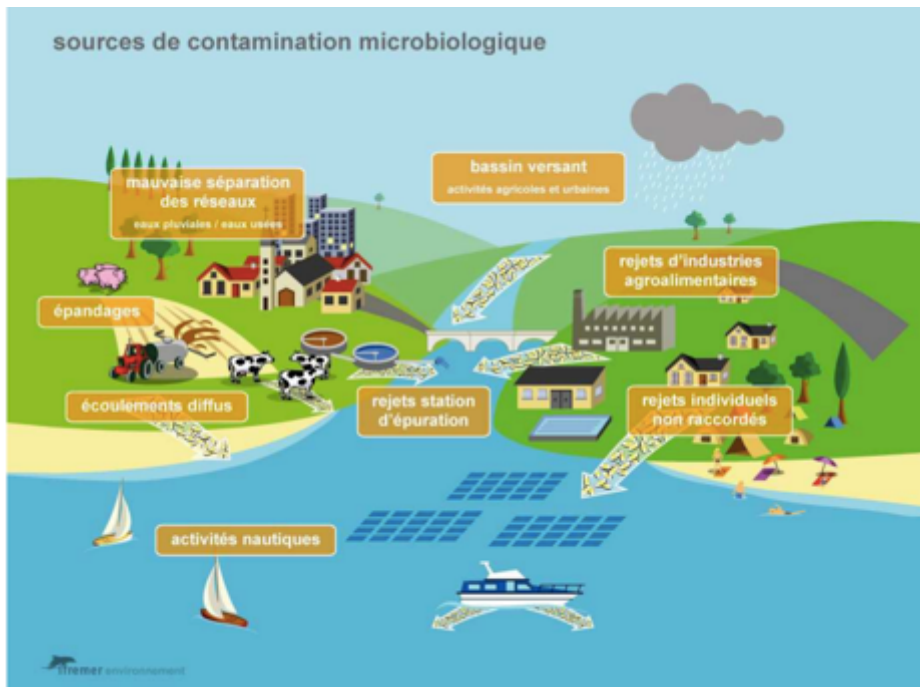 sources de contamination microbiologique
bassin versant
activités agricoles et urbaines
mauvaise séparation
des réseaux
eaux pluviales / eaux usées
rejets d'industries
agroalimentaires
épandages
écoulements diffus
rejets station
d'épuration
rejets individuels
non raccordés
activités nautiques
ifremer environnement